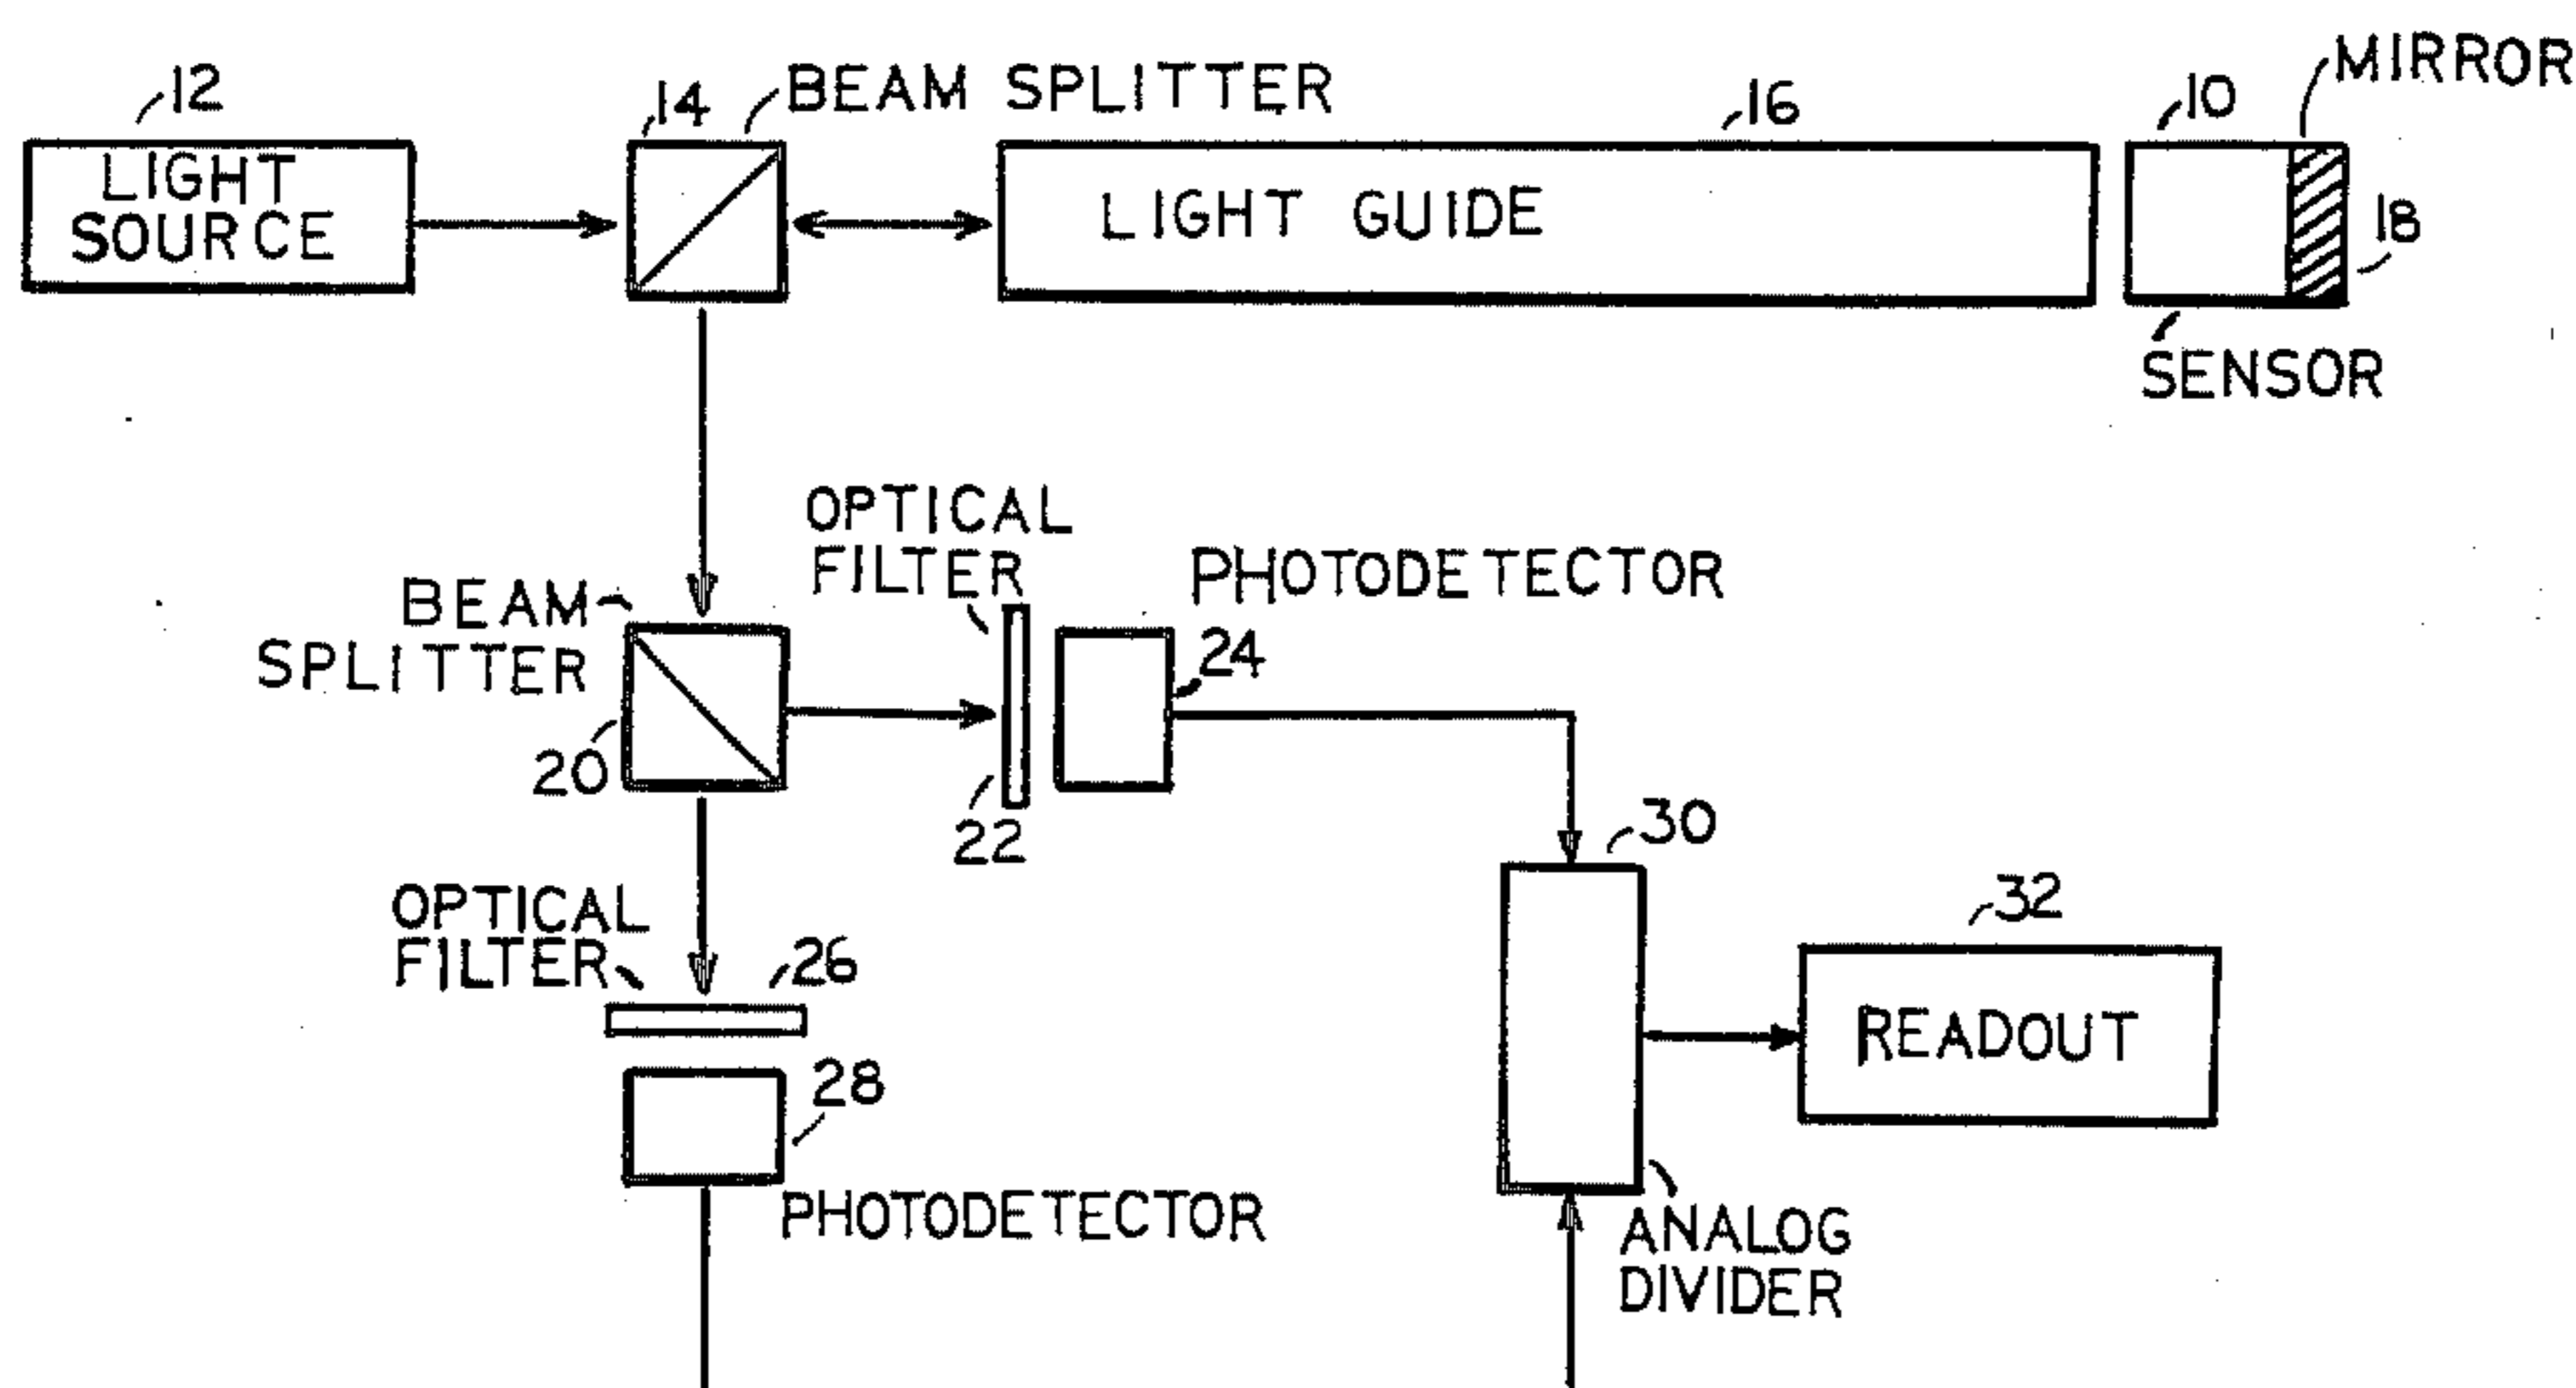 12
LIGHT
SOURCE
14
BEAM SPLITTER
16
LIGHT GUIDE
10
MIRROR
18
SENSOR
OPTICAL
FILTER
PHOTODETECTOR
24
BEAM
SPLITTER
20
22
30
32
READOUT
OPTICAL
FILTER
26
28
PHOTODETECTOR
ANALOG
DIVIDER